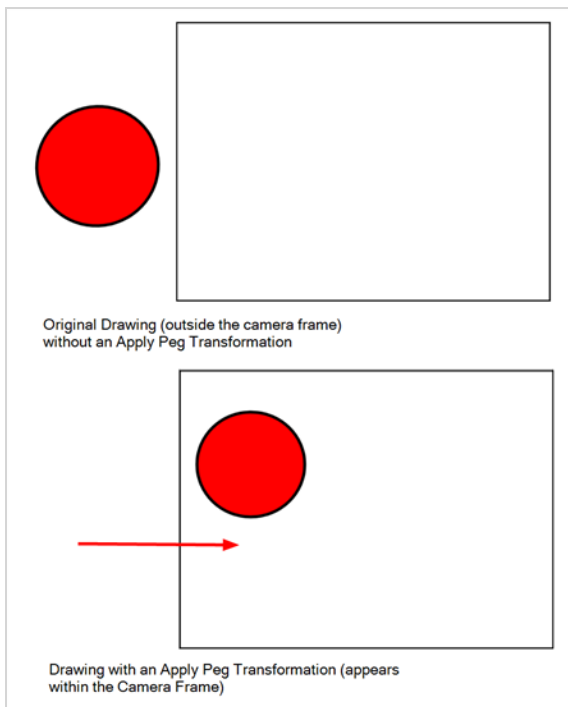 Original Drawing (outside the camera frame)
without an Apply Peg Transformation
Drawing with an Apply Peg Transformation (appears
within the Camera Frame)